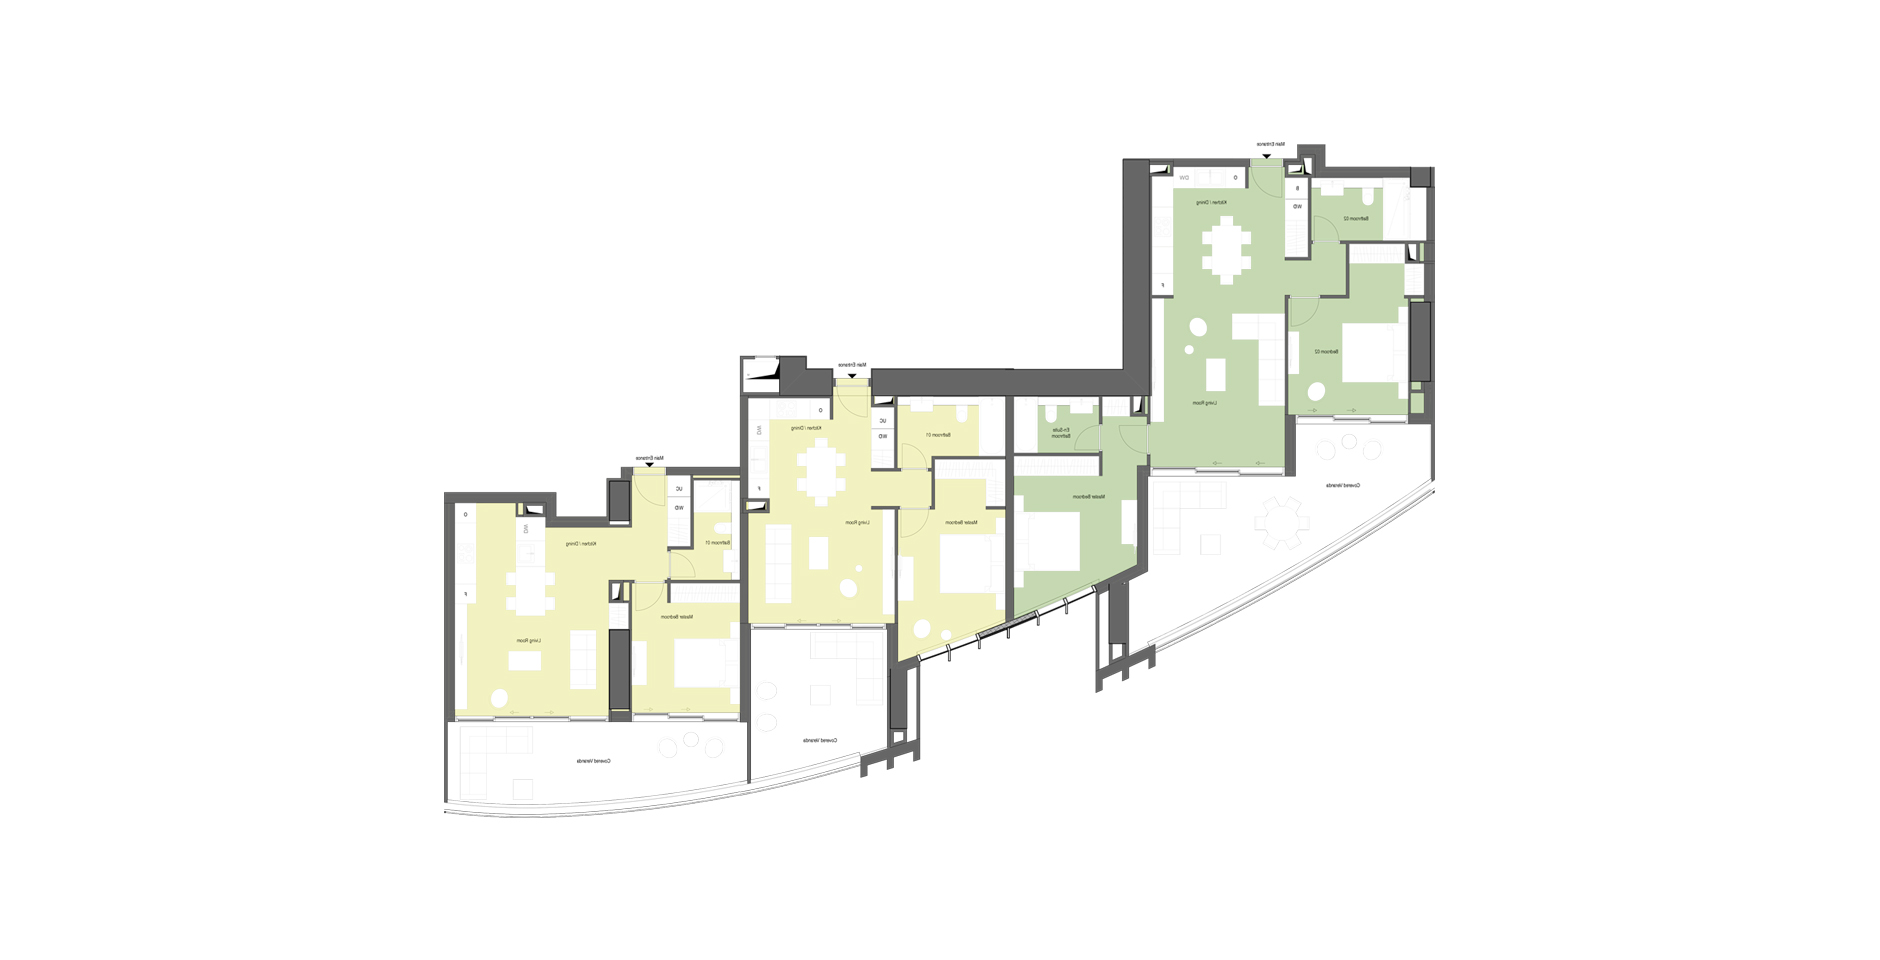 Main Entrance
DW
O
B
WD
Kitchen / Dining
Bathroom 02
F
Bedroom 02
Living Room
Covered Veranda
Main Entrance
O
UC
WD
DW
Kitchen / Dining
Bathroom 01
F
Living Room
Master Bedroom
Covered Veranda
En-Suite
Bathroom
Master Bedroom
Main Entrance
UC
WD
O
DW
Kitchen / Dining
Bathroom 01
F
Master Bedroom
Living Room
Covered Veranda